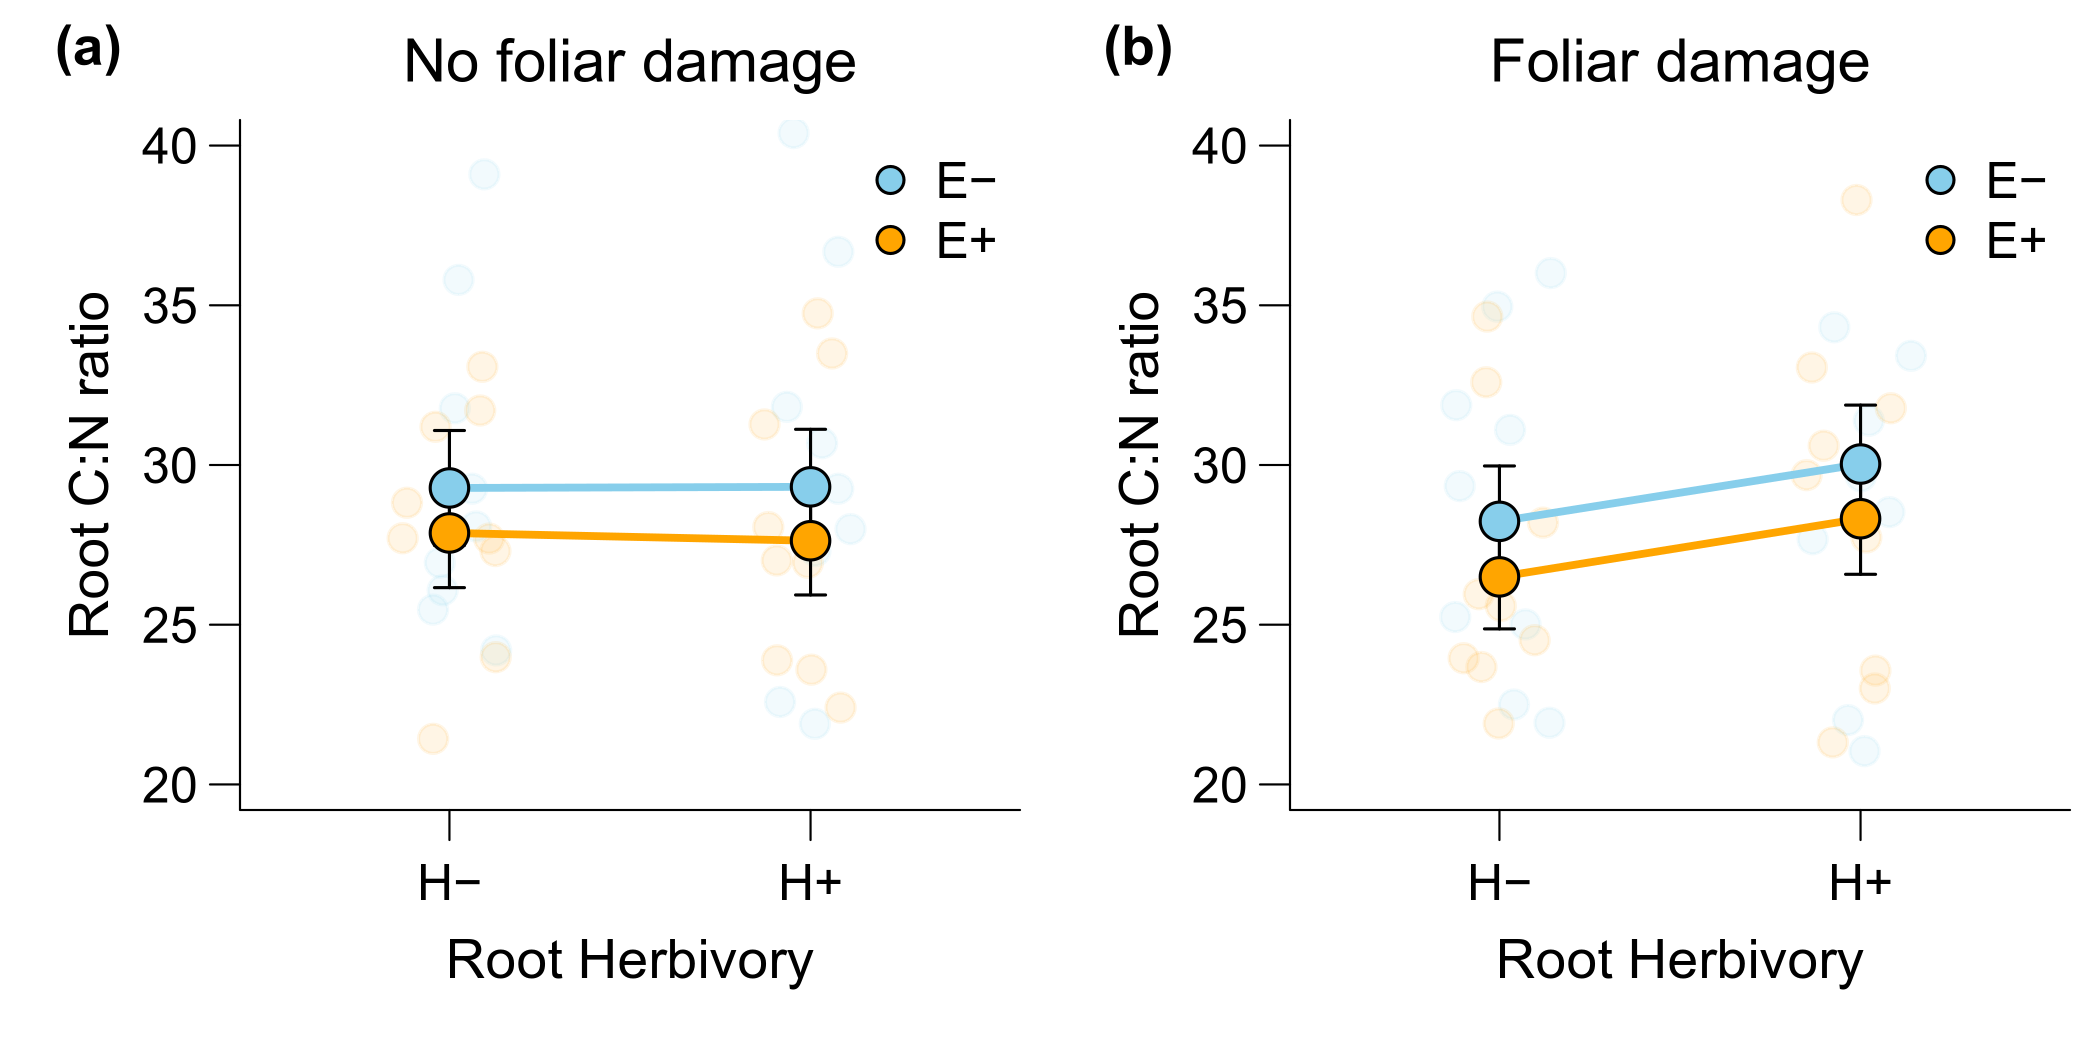 (a) No foliar damage
40
35
30
25
20
Root C:N ratio
E−
E+
H− H+
Root Herbivory
(b) Foliar damage
40
35
30
25
20
Root C:N ratio
E−
E+
H− H+
Root Herbivory